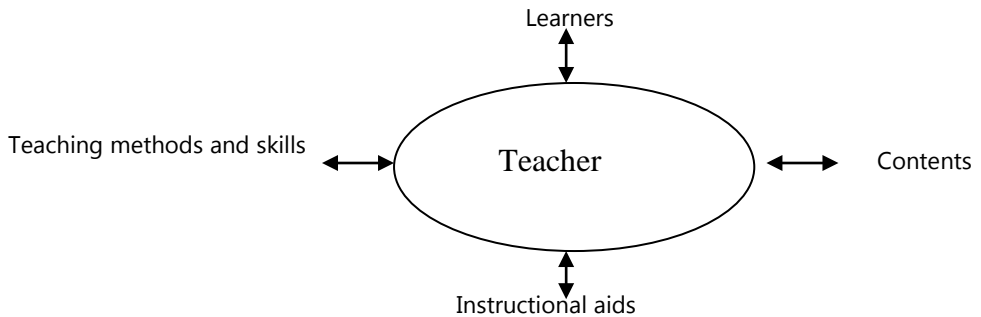 Learners
Teaching methods and skills
Teacher
Contents
Instructional aids